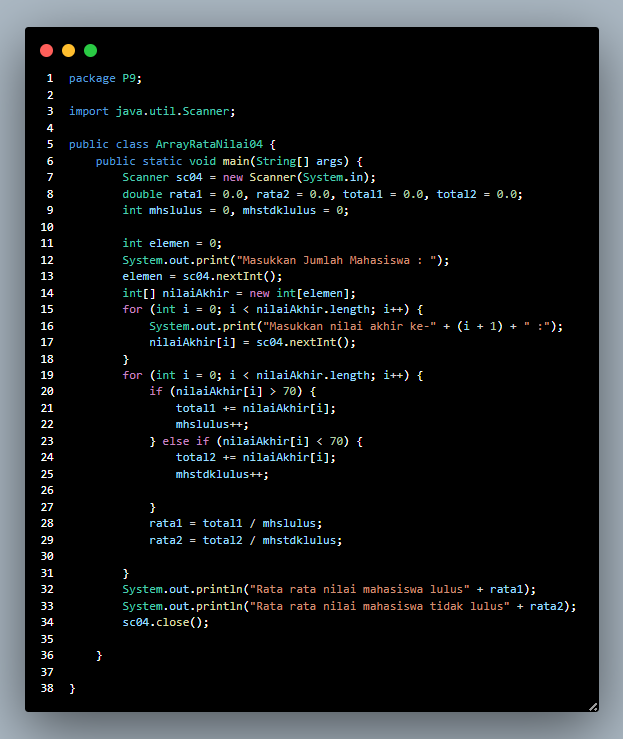 1 package P9;
2
3 import java.util.Scanner;
4
5 public class ArrayRataNilai04 {
6     public static void main(String[] args) {
7         Scanner sc04 = new Scanner(System.in);
8         double rata1 = 0.0, rata2 = 0.0, total1 = 0.0, total2 = 0.0;
9         int mhslulus = 0, mhstdklulus = 0;
10
11         int elemen = 0;
12         System.out.print("Masukkan Jumlah Mahasiswa : ");
13         elemen = sc04.nextInt();
14         int[] nilaiAkhir = new int[elemen];
15         for (int i = 0; i < nilaiAkhir.length; i++) {
16             System.out.print("Masukkan nilai akhir ke-" + (i + 1) + " :");
17             nilaiAkhir[i] = sc04.nextInt();
18         }
19         for (int i = 0; i < nilaiAkhir.length; i++) {
20             if (nilaiAkhir[i] > 70) {
21                 total1 += nilaiAkhir[i];
22                 mhslulus++;
23             } else if (nilaiAkhir[i] < 70) {
24                 total2 += nilaiAkhir[i];
25                 mhstdklulus++;
26
27             }
28             rata1 = total1 / mhslulus;
29             rata2 = total2 / mhstdklulus;
30
31         }
32         System.out.println("Rata rata nilai mahasiswa lulus" + rata1);
33         System.out.println("Rata rata nilai mahasiswa tidak lulus" + rata2);
34         sc04.close();
35
36     }
37
38 }